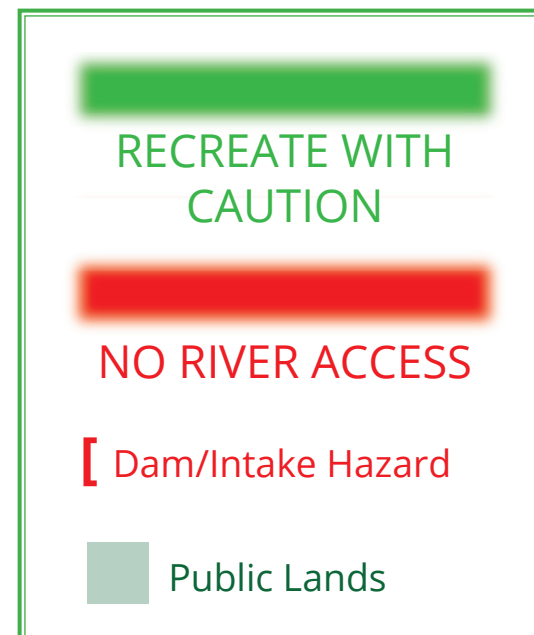 RECREATE WITH
CAUTION
NO RIVER ACCESS
[ Dam/Intake Hazard
Public Lands